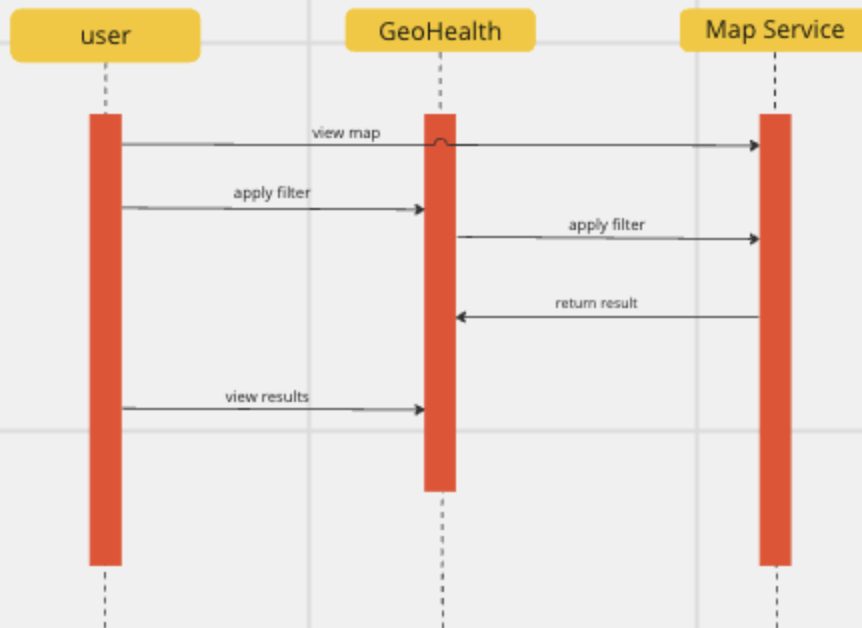 user
GeoHealth
Map Service
view map
apply filter
apply filter
return result
view results